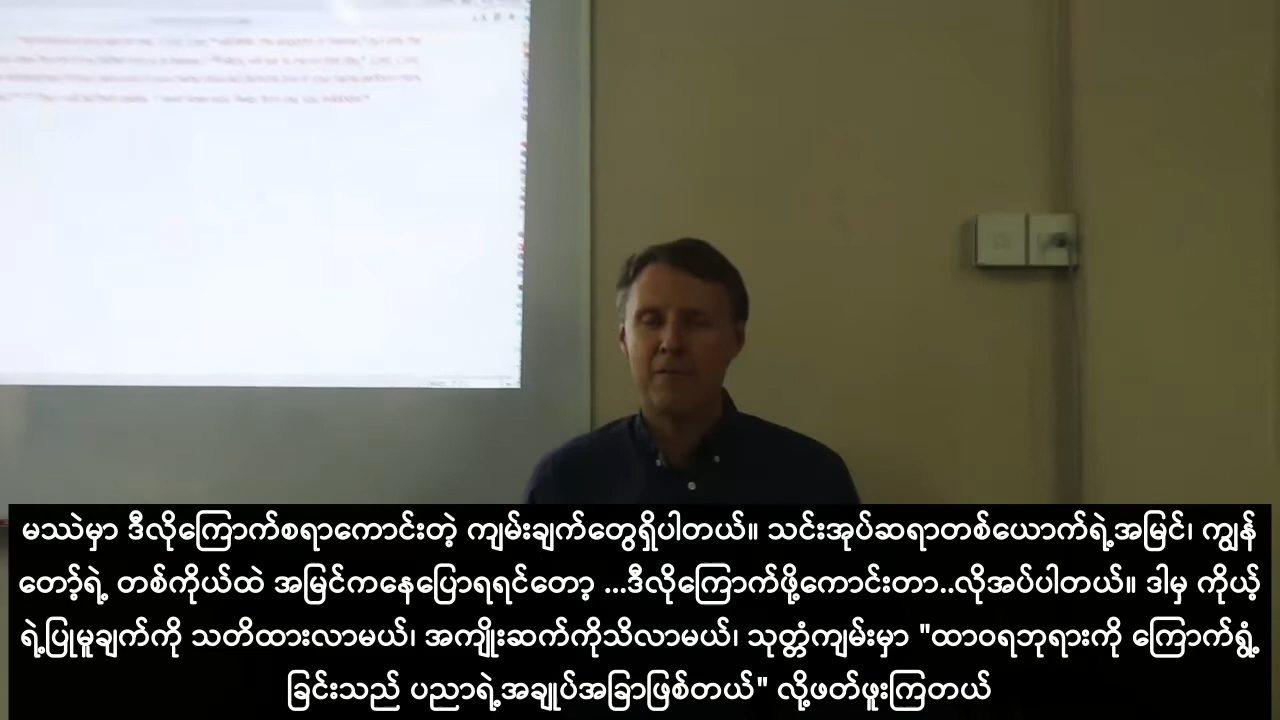 မဿဲမှာ ဒီလိုကြောက်စရာကောင်းတဲ့ ကျမ်းချက်တွေရှိပါတယ်။ သင်းအုပ်ဆရာတစ်ယောက်ရဲ့အမြင်၊ ကျွန်
တော့်ရဲ့ တစ်ကိုယ်ထဲ အမြင်ကနေပြောရရင်တော့ ...ဒီလိုကြောက်ဖို့ကောင်းတာ..လိုအပ်ပါတယ်။ ဒါမှ ကိုယ့်
ရဲ့ပြုမူချက်ကို သတိထားလာမယ်၊ အကျိုးဆက်ကိုသိလာမယ်၊ သုတ္တံကျမ်းမှာ "ထာဝရဘုရားကို ကြောက်ရွံ့
ခြင်းသည် ပညာရဲ့အချုပ်အခြာဖြစ်တယ်" လို့ဖတ်ဖူးကြတယ်